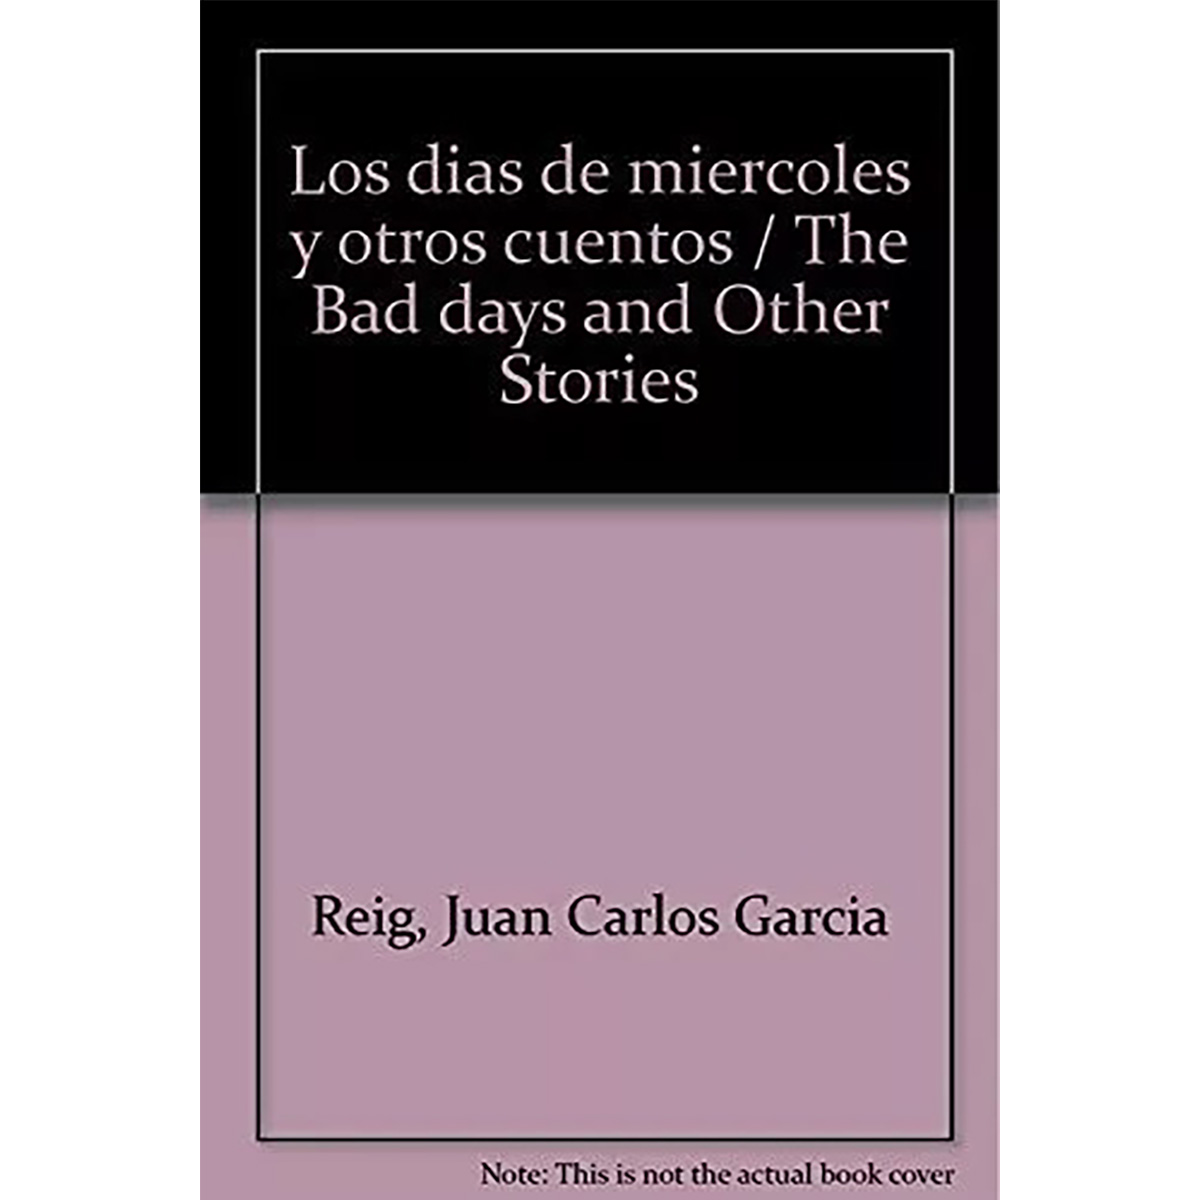 Los dias de miercoles
y otros cuentos / The
Bad days and Other
Stories
Reig, Juan Carlos Garcia
Note: This is not the actual book cover